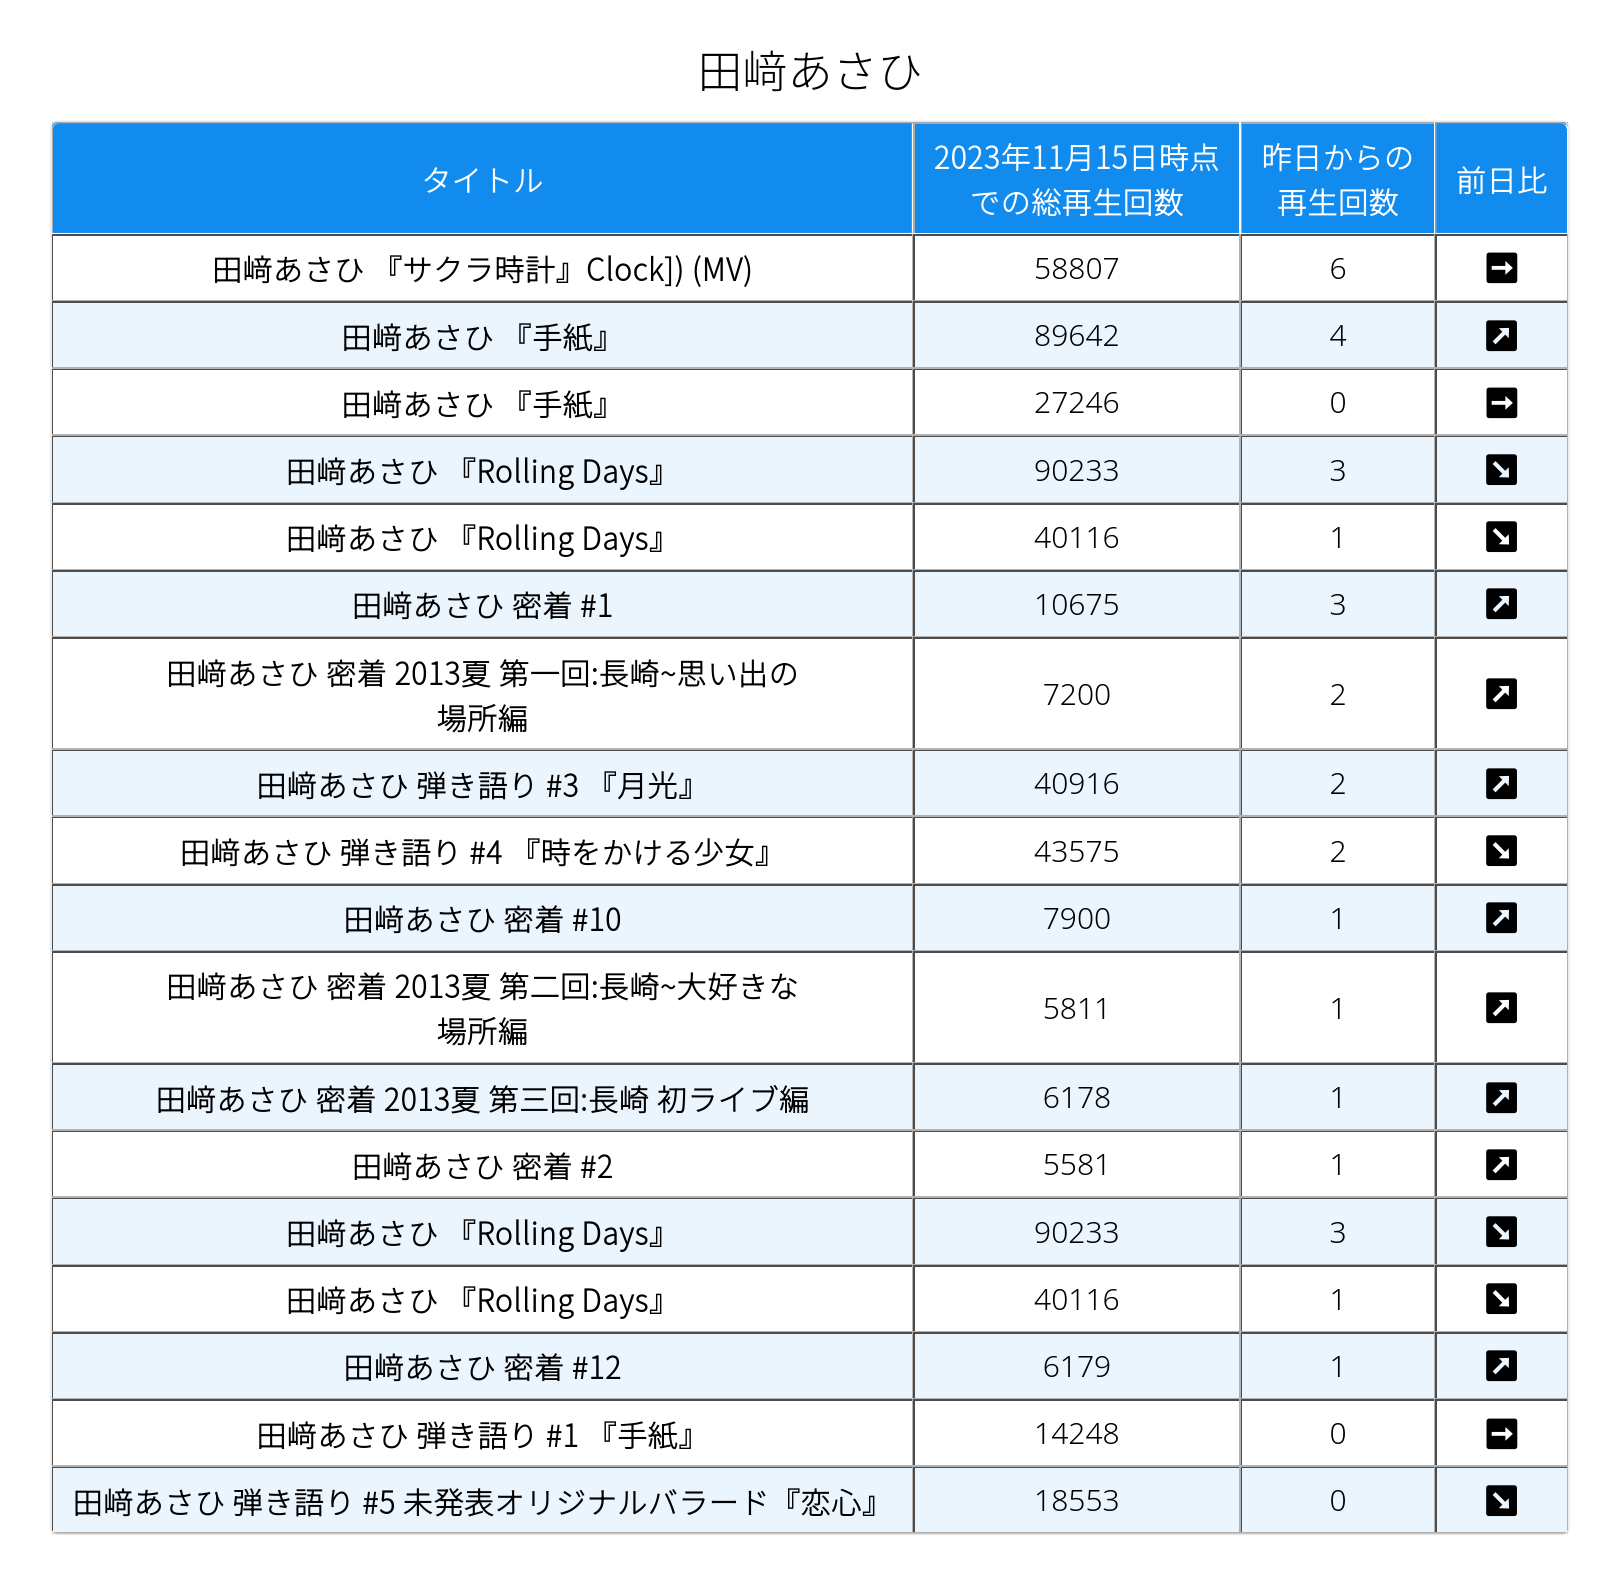 田﨑あさひ
タイトル
2023年11月15日時点
での総再生回数
昨日からの
再生回数
前日比
田﨑あさひ 『サクラ時計』Clock]) (MV) 58807 6 ➡
田﨑あさひ 『手紙』 89642 4 ↗
田﨑あさひ 『手紙』 27246 0 ➡
田﨑あさひ 『Rolling Days』 90233 3 ↘
田﨑あさひ 『Rolling Days』 40116 1 ↘
田﨑あさひ 密着 #1 10675 3 ↗
田﨑あさひ 密着 2013夏 第一回:長崎~思い出の
場所編 7200 2 ↗
田﨑あさひ 弾き語り #3 『月光』 40916 2 ↗
田﨑あさひ 弾き語り #4 『時をかける少女』 43575 2 ↘
田﨑あさひ 密着 #10 7900 1 ↗
田﨑あさひ 密着 2013夏 第二回:長崎~大好きな
場所編 5811 1 ↗
田﨑あさひ 密着 2013夏 第三回:長崎 初ライブ編 6178 1 ↗
田﨑あさひ 密着 #2 5581 1 ↗
田﨑あさひ 『Rolling Days』 90233 3 ↘
田﨑あさひ 『Rolling Days』 40116 1 ↘
田﨑あさひ 密着 #12 6179 1 ↗
田﨑あさひ 弾き語り #1 『手紙』 14248 0 ➡
田﨑あさひ 弾き語り #5 未発表オリジナルバラード『恋心』 18553 0 ↘